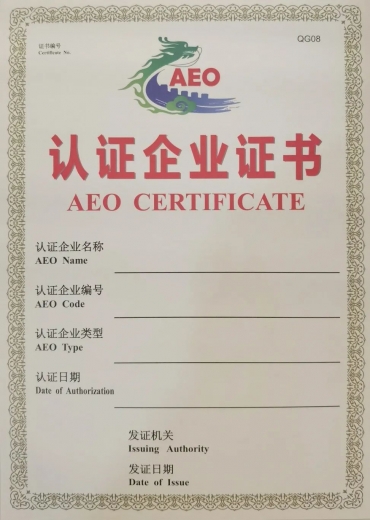 证书编号
Certificate No.
QG08
AEO
认证企业证书
AEO CERTIFICATE
认证企业名称
AEO Name
认证企业编号
AEO Code
认证企业类型
AEO Type
认证日期
Date of Authorization
发证机关
Issuing Authority
发证日期
Date of Issue